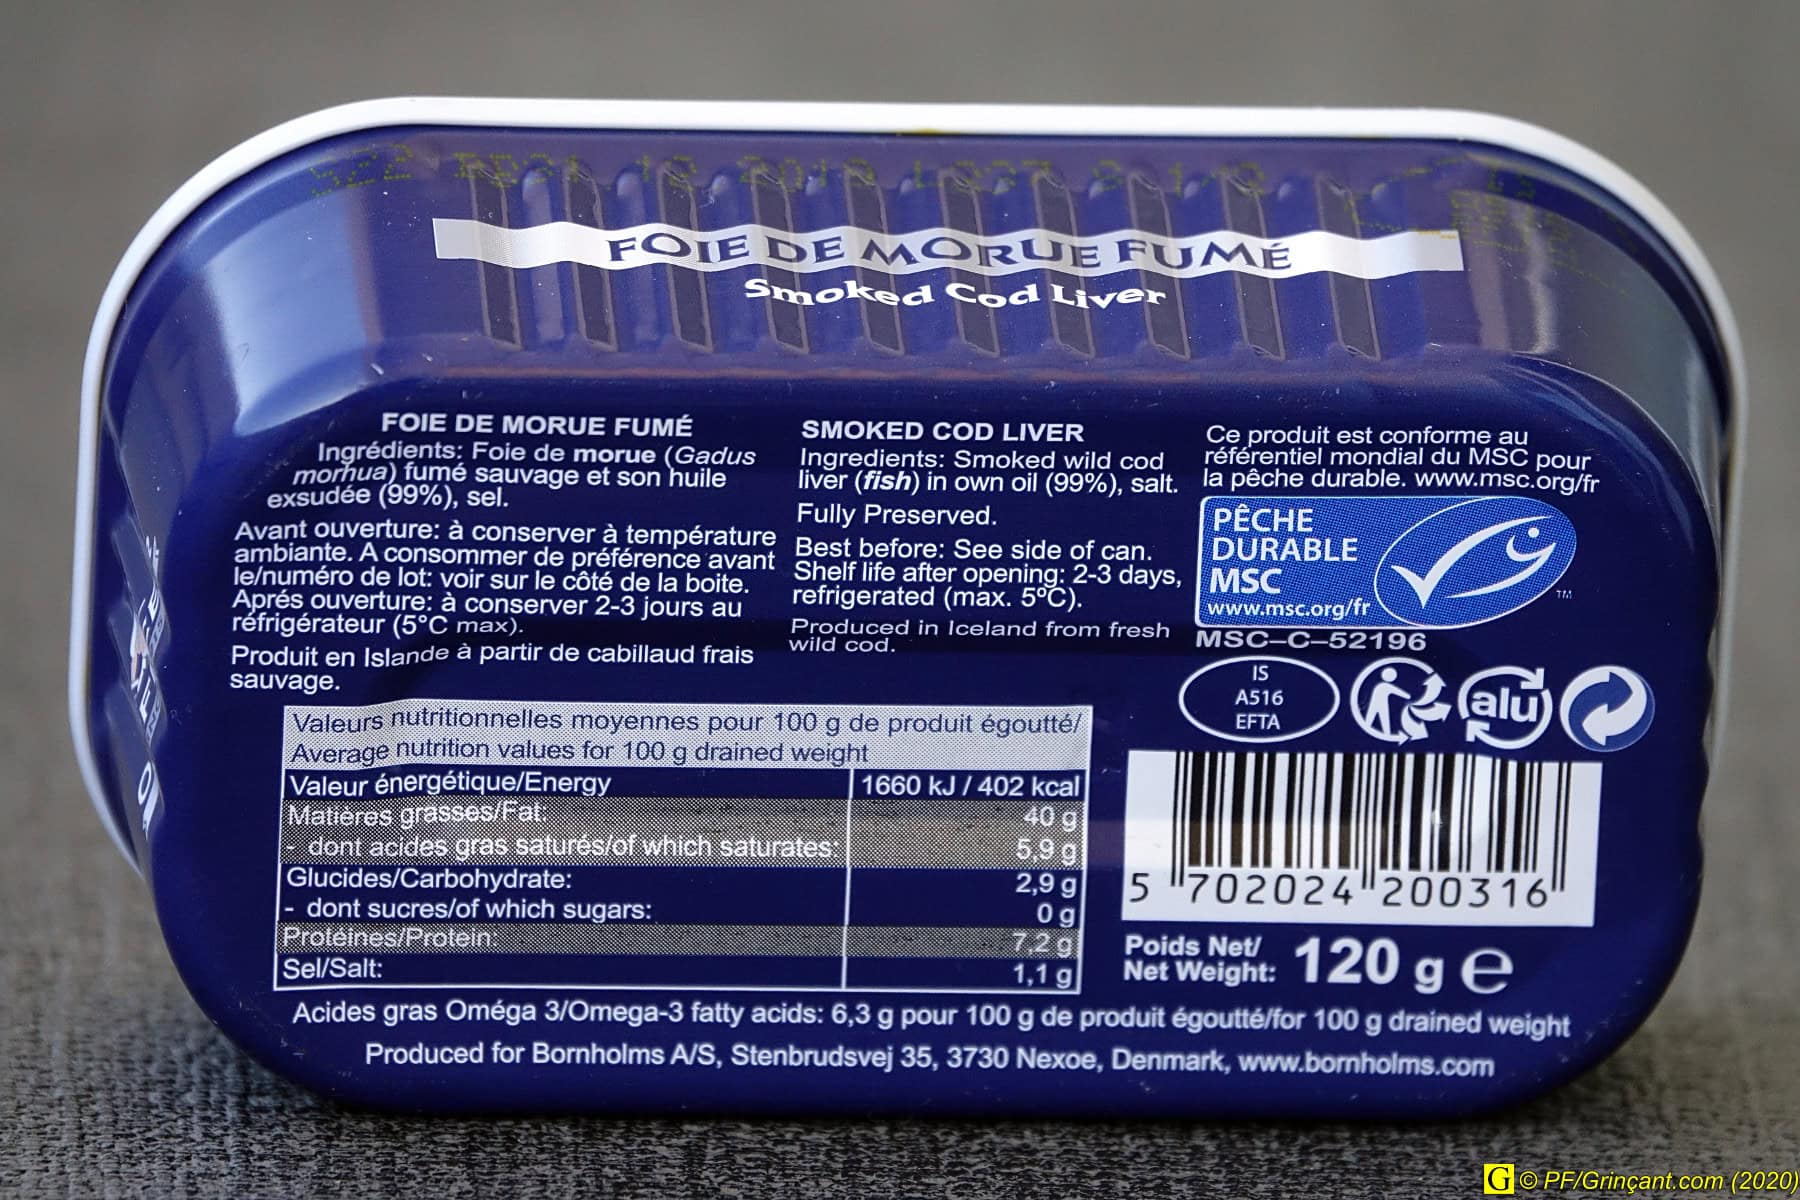 FOIE DE MORUE FUMÉ
Smoked Cod Liver
FOIE DE MORUE FUMÉ
Ingrédients: Foie de morue (Gadus
morhua) fumé sauvage et son huile
exsudée (99%), sel.
Avant ouverture: à conserver à température
ambiante. A consommer de préférence avant
le/numéro de lot: voir sur le côté de la boite.
Aprés ouverture: à conserver 2-3 jours au
réfrigérateur (5°C max).
Produit en Islande à partir de cabillaud frais
sauvage.
SMOKED COD LIVER
Ingredients: Smoked wild cod
liver (fish) in own oil (99%), salt.
Fully Preserved.
Best before: See side of can.
Shelf life after opening: 2-3 days,
refrigerated (max. 5ºC).
Produced in Iceland from fresh
wild cod.
Ce produit est conforme au
référentiel mondial du MSC pour
la pêche durable. www.msc.org/fr
PÊCHE
DURABLE
MSC
www.msc.org/fr
TM
MSC-C-52196
IS
A516
EFTA
alu
Valeurs nutritionnelles moyennes pour 100 g de produit égoutté/
Average nutrition values for 100 g drained weight
Valeur énergétique/Energy 1660 kJ / 402 kcal
Matières grasses/Fat: 40 g
- dont acides gras saturés/of which saturates: 5,9 g
Glucides/Carbohydrate: 2,9 g
- dont sucres/of which sugars: 0 g
Protéines/Protein: 7,2 g
Sel/Salt: 1,1 g
5 702024 200316
Poids Net/
Net Weight: 120 g e
Acides gras Oméga 3/Omega-3 fatty acids: 6,3 g pour 100 g de produit égoutté/for 100 g drained weight
Produced for Bornholms A/S, Stenbrudsvej 35, 3730 Nexoe, Denmark, www.bornholms.com
G © PF/Grinçant.com (2020)